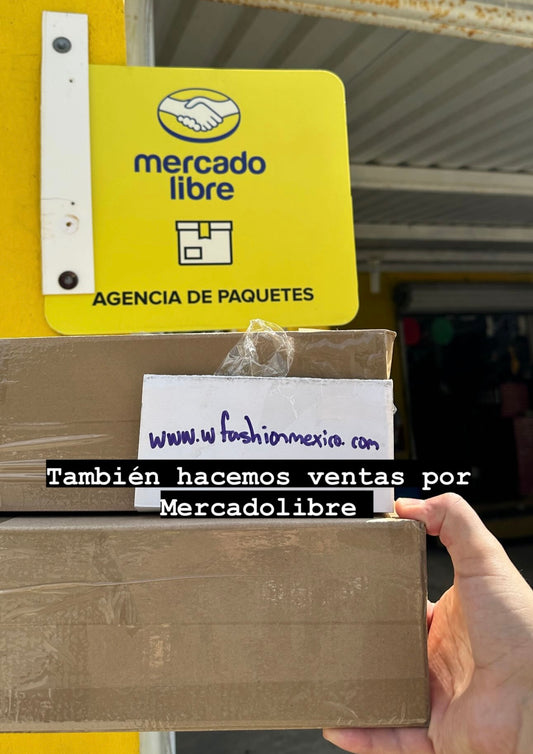 mercado
libre
AGENCIA DE PAQUETES
www.wfashionmexico.com
También hacemos ventas por
Mercadolibre